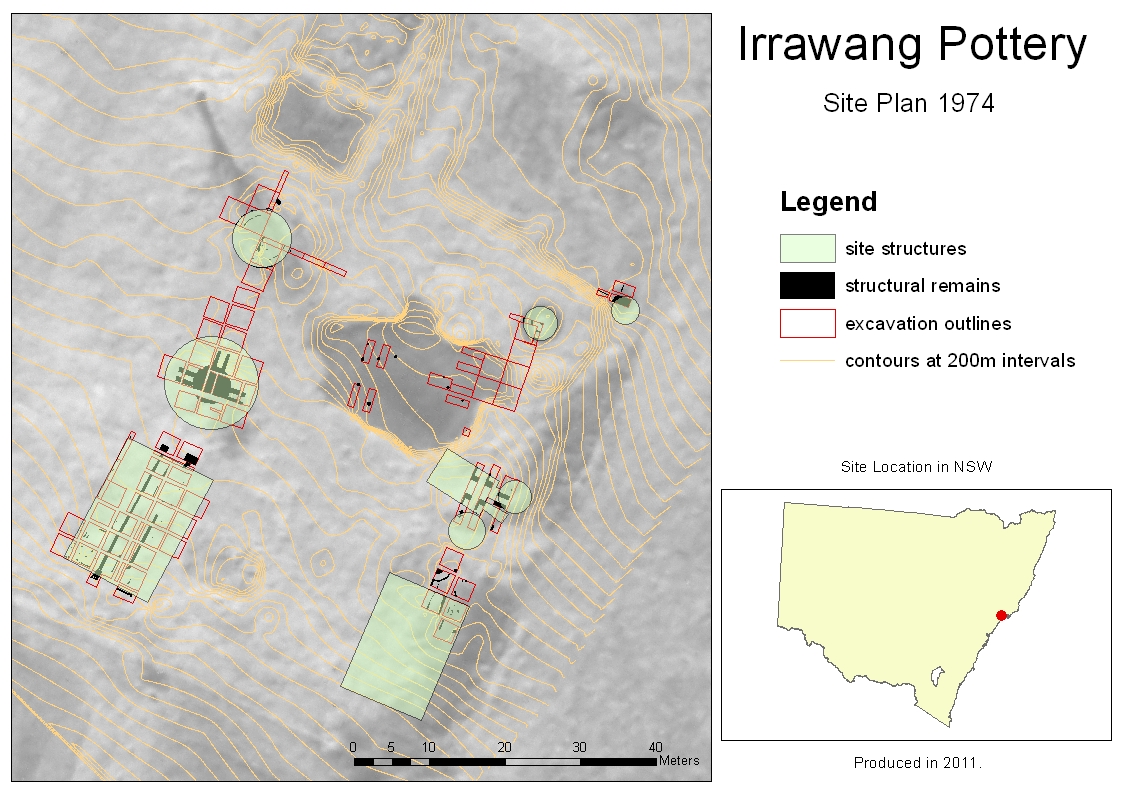 Irrawang Pottery
Site Plan 1974
Legend
site structures
structural remains
excavation outlines
contours at 200m intervals
Site Location in NSW
0 5 10 20 30 40
Meters
Produced in 2011.